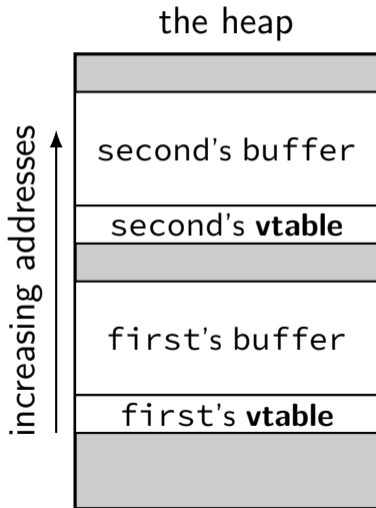 the heap
increasing addresses
second's buffer
second's vtable
first's buffer
first's vtable